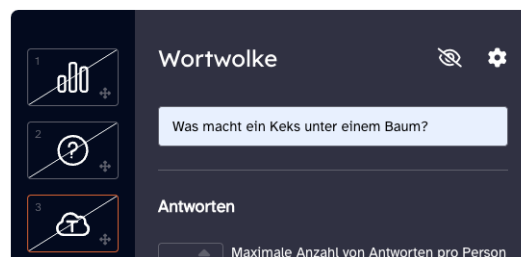 Wortwolke
1
Was macht ein Keks unter einem Baum?
2
?
3
T
Antworten
Maximale Anzahl von Antworten pro Person